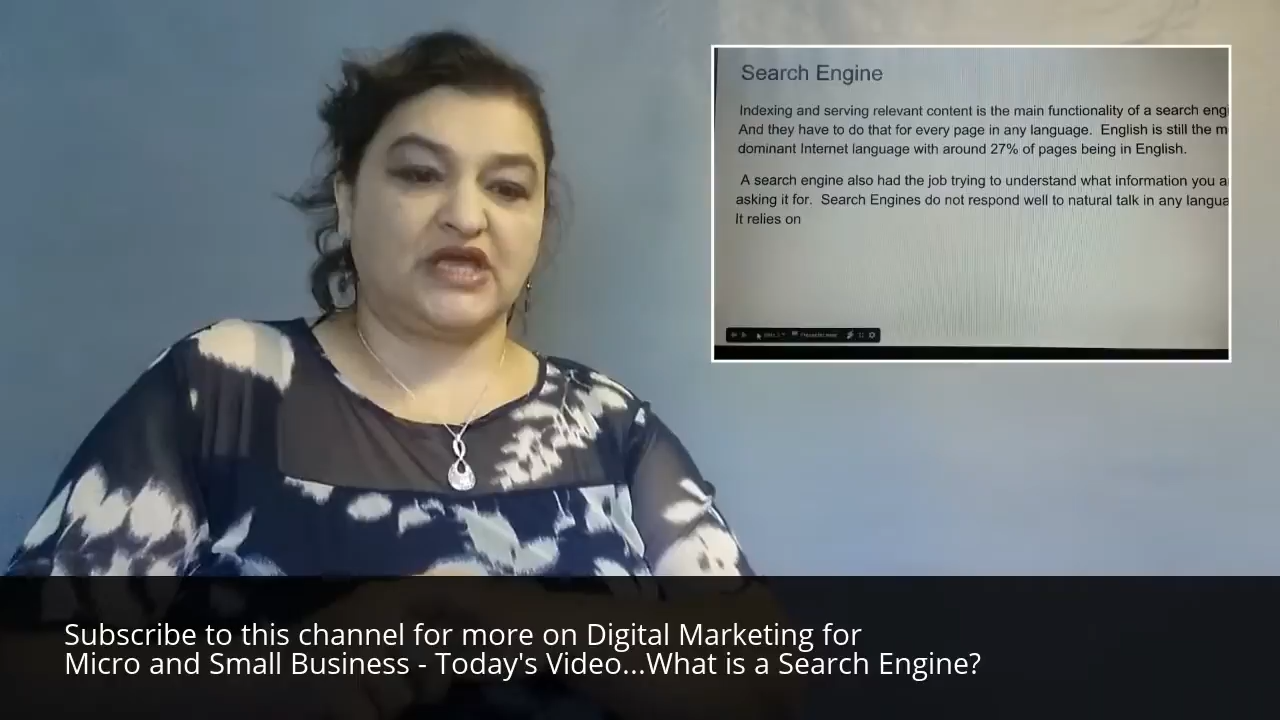 Search Engine
Indexing and serving relevant content is the main functionality of a search eng
And they have to do that for every page in any language. English is still the m
dominant Internet language with around 27% of pages being in English.
A search engine also had the job trying to understand what information you a
asking it for. Search Engines do not respond well to natural talk in any langua
It relies on
Subscribe to this channel for more on Digital Marketing for
Micro and Small Business - Today's Video...What is a Search Engine?